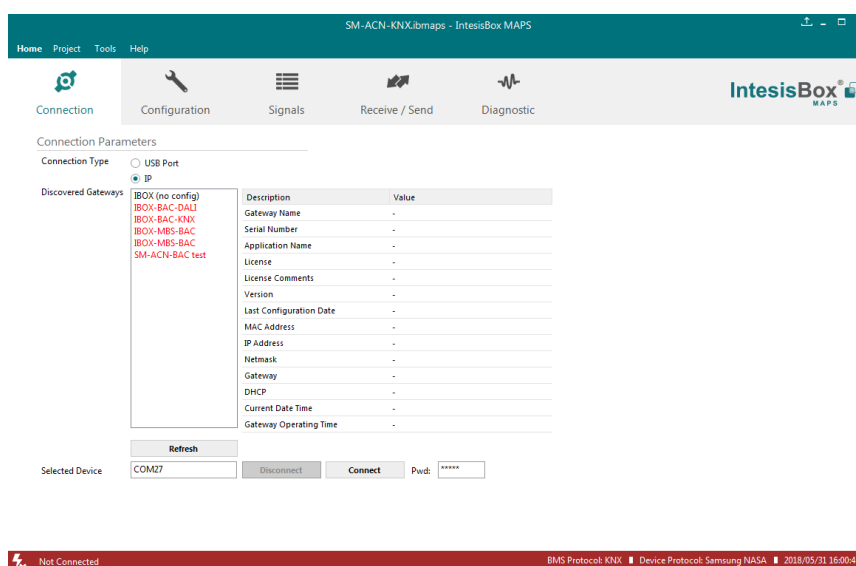 SM-ACN-KNX.ibmaps - IntesisBox MAPS
Home Project Tools Help
Connection Configuration Signals Receive / Send Diagnostic
IntesisBox®
MAPS
Connection Parameters
Connection Type USB Port
IP
Discovered Gateways
IBOX (no config)
IBOX-BAC-DALI
IBOX-BAC-KNX
IBOX-MBS-BAC
IBOX-MBS-BAC
SM-ACN-BAC test
Description Value
Gateway Name -
Serial Number -
Application Name -
License -
License Comments -
Version -
Last Configuration Date -
MAC Address -
IP Address -
Netmask -
Gateway -
DHCP -
Current Date Time -
Gateway Operating Time -
Refresh
Selected Device COM27 Disconnect Connect Pwd: *****
Not Connected BMS Protocol: KNX Device Protocol: Samsung NASA 2018/05/31 16:00:4